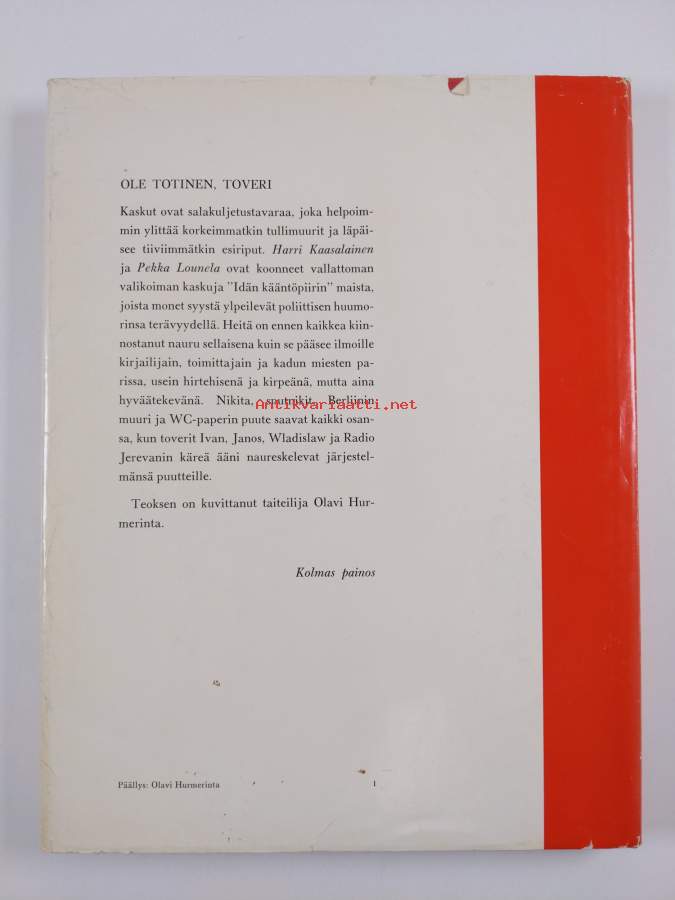 OLE TOTINEN, TOVERI
Kaskut ovat salakuljetustavaraa, joka helpoim-
min ylittää korkeimmatkin tullimuurit ja läpäi-
see tiiviimmätkin esiriput. Harri Kaasalainen
ja Pekka Lounela ovat koonneet vallattoman
valikoiman kaskuja "Idän kääntöpiirin" maista,
joista monet syystä ylpeilevät poliittisen huumo-
rinsa terävyydellä. Heitä on ennen kaikkea kiin-
nostanut nauru sellaisena kuin se pääsee ilmoille
kirjailijain, toimittajain ja kadun miesten pa-
rissa, usein hirtehisenä ja kirpeänä, mutta aina
hyväätekevänä. Nikita, sputnikit, Berliinin
Antikvariaatti.net
muuri ja WC-paperin puute saavat kaikki osan-
sa, kun toverit Ivan, Janos, Wladislaw ja Radio
Jerevanin käreä ääni naureskelevat järjestel-
mänsä puutteille.
Teoksen on kuvittanut taiteilija Olavi Hur-
merinta.
Kolmas painos
Päällys: Olavi Hurmerinta
1